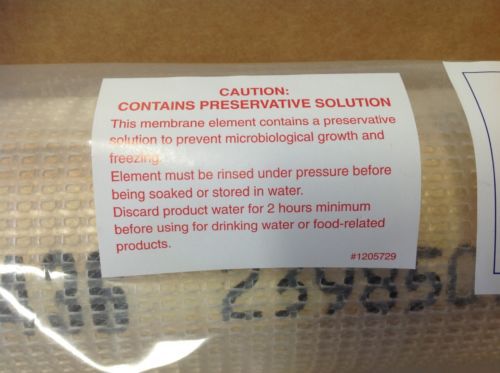 CAUTION:
CONTAINS PRESERVATIVE SOLUTION
This membrane element contains a preservative
solution to prevent microbiological growth and
freezing.
Element must be rinsed under pressure before
being soaked or stored in water.
Discard product water for 2 hours minimum
before using for drinking water or food-related
products.
#1205729
436 239850